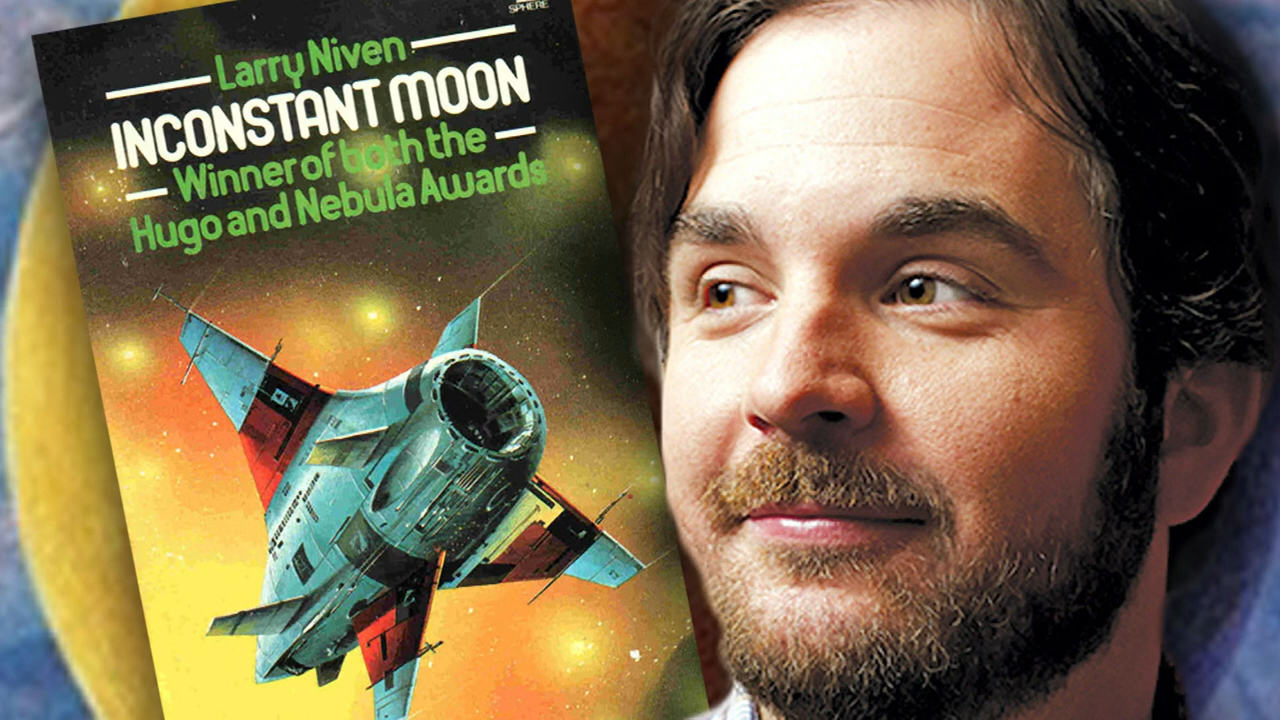 SPHERE
Larry Niven
INCONSTANT MOON
Winner of both the
Hugo and Nebula Awards